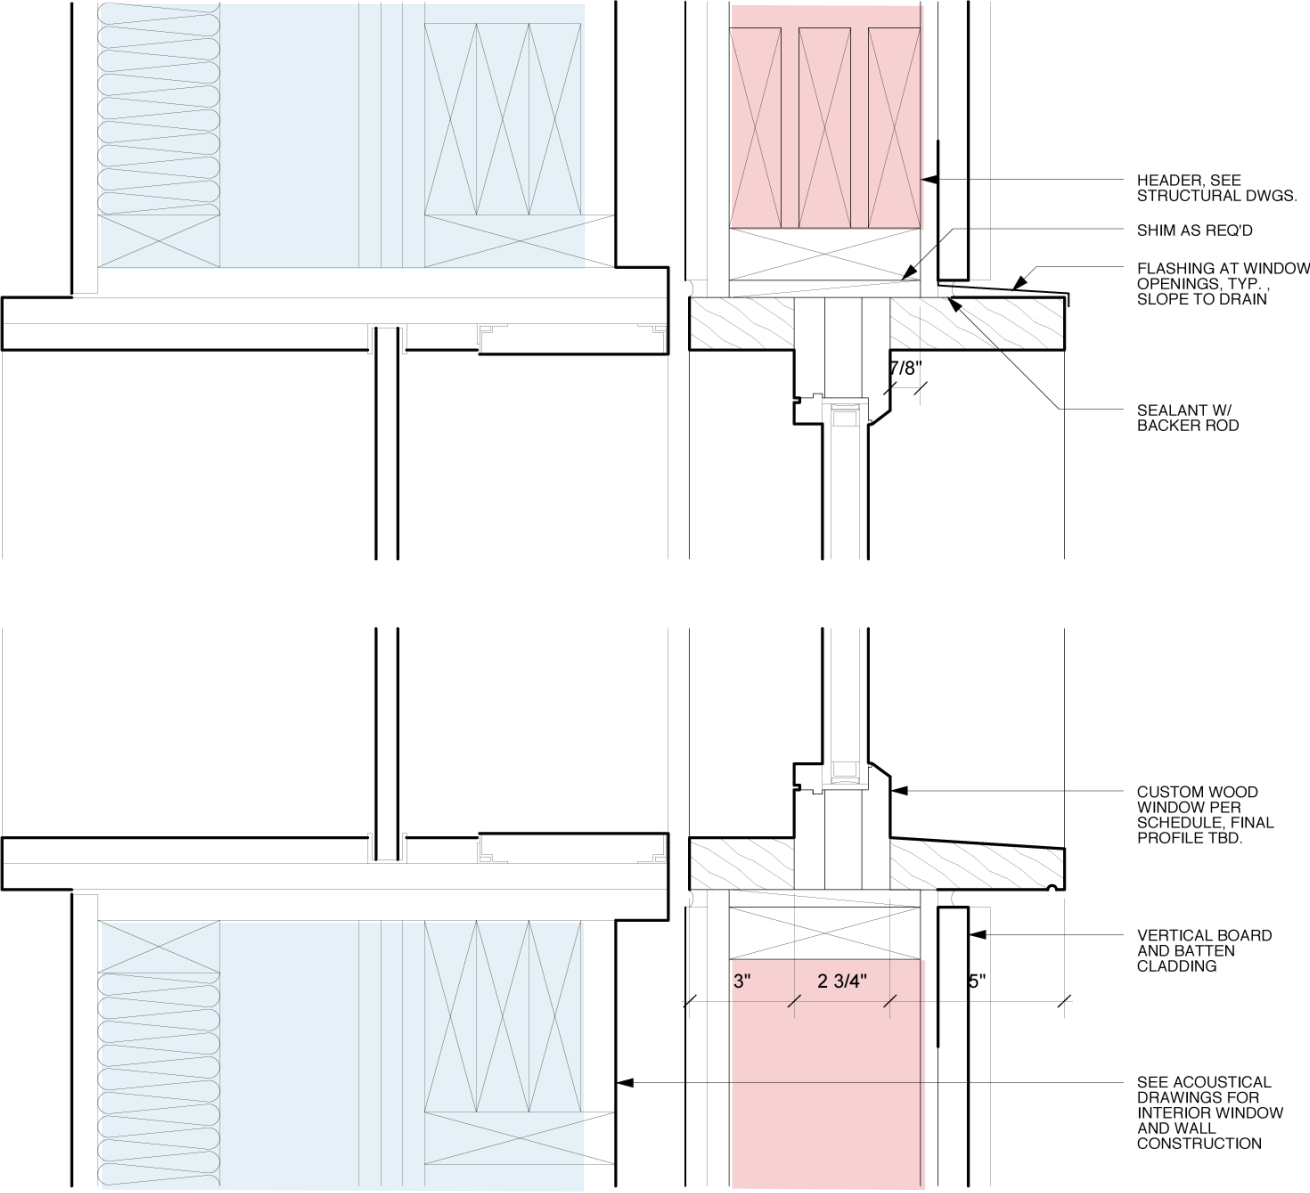 HEADER, SEE
STRUCTURAL DWGS.
SHIM AS REQ'D
FLASHING AT WINDOW
OPENINGS, TYP. ,
SLOPE TO DRAIN
7/8"
SEALANT W/
BACKER ROD
CUSTOM WOOD
WINDOW PER
SCHEDULE, FINAL
PROFILE TBD.
VERTICAL BOARD
AND BATTEN
CLADDING
3" 2 3/4" 5"
SEE ACOUSTICAL
DRAWINGS FOR
INTERIOR WINDOW
AND WALL
CONSTRUCTION